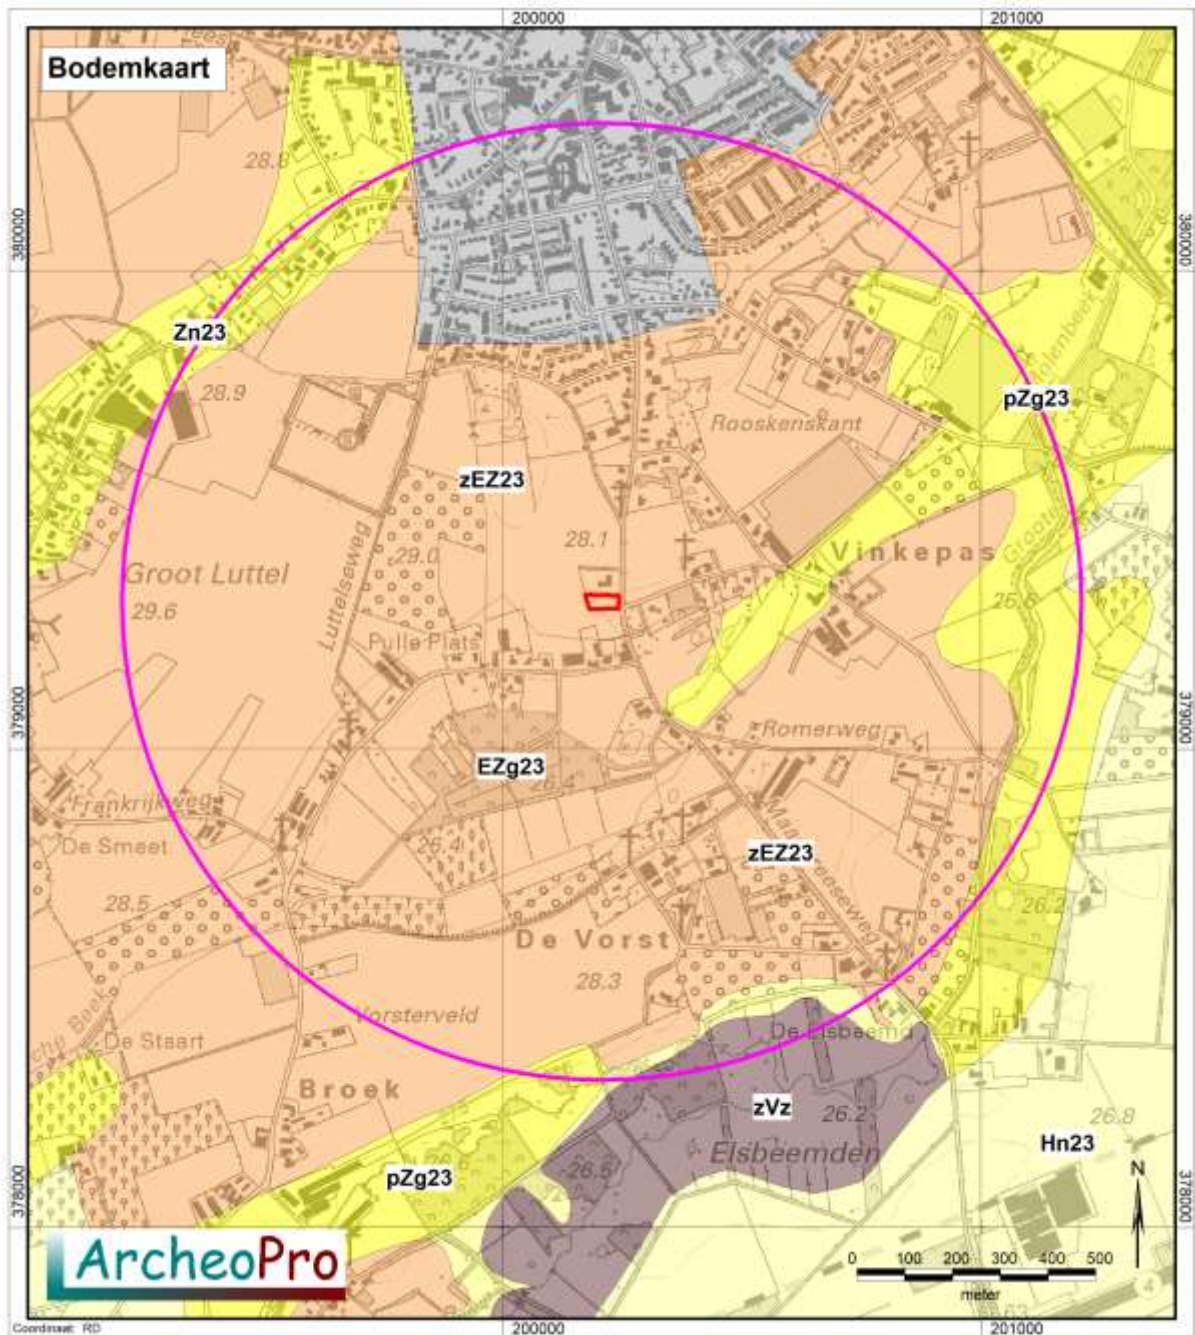 200000
201000
Bodemkaart
28.8
380000
380000
Zn23
28.9
pZg23
Rooskenskant
zEZ23
28.1
Vinkepas
29.0
Groot Luttel
29.6
Luttelseweg
25.6
Pulle Plats
379000
379000
Romerweg
EZg23
Frankrijkweg
De Smeet
26.4
zEZ23
28.5
26.2
De Vorst
28.3
Vorsterveld
De Elsbeemd
De Staart
Broek
zVz
26.2
26.8
Hn23
Elsbeemden
26.5
pZg23
N
378000
378000
ArcheoPro
0 100 200 300 400 500
meter
4
Coordinaat: RD
200000
201000